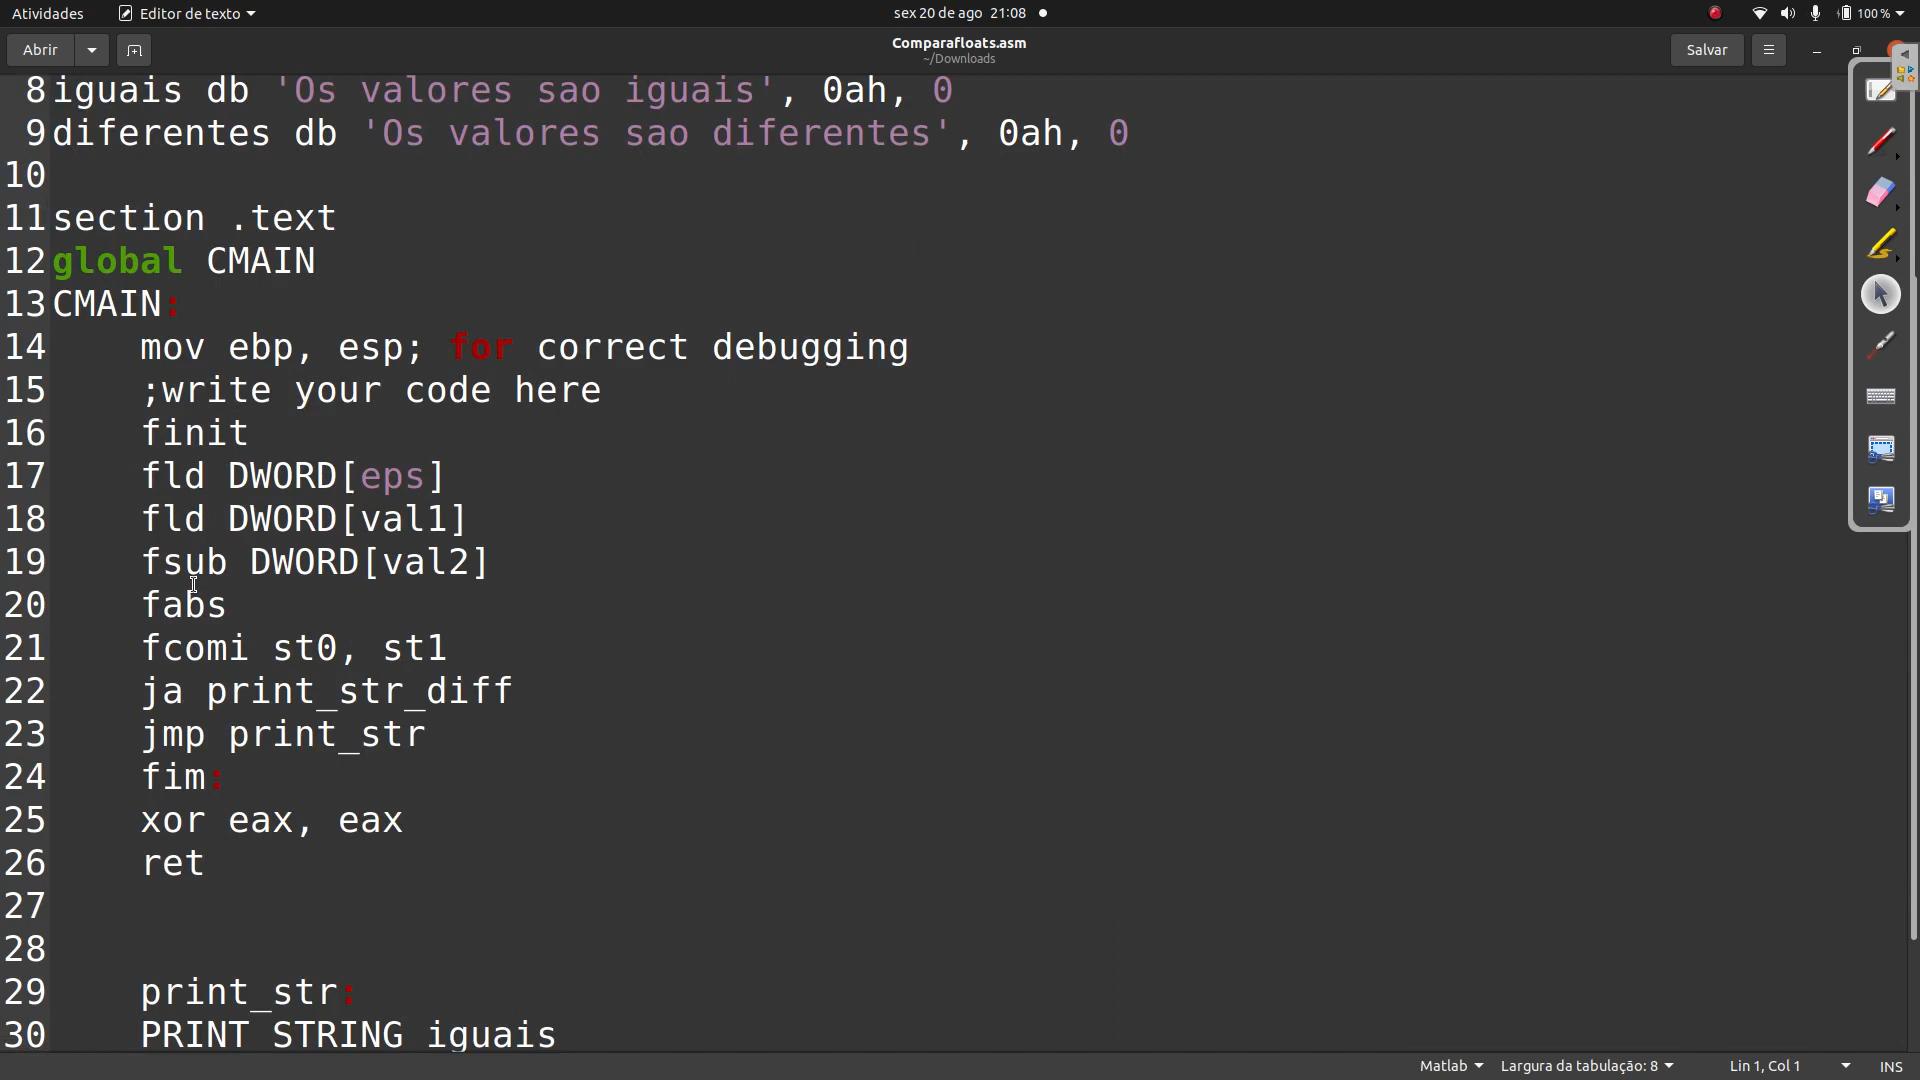 Atividades Editor de texto sex 20 de ago 21:08 100 %
Abrir Comparafloats.asm Salvar
~/Downloads
8 iguais db 'Os valores sao iguais', 0ah, 0
9 diferentes db 'Os valores sao diferentes', 0ah, 0
10
11 section .text
12 global CMAIN
13 CMAIN:
14 mov ebp, esp; for correct debugging
15 ;write your code here
16 finit
17 fld DWORD[eps]
18 fld DWORD[val1]
19 fsub DWORD[val2]
20 fabs
21 fcomi st0, st1
22 ja print_str_diff
23 jmp print_str
24 fim:
25 xor eax, eax
26 ret
27
28
29 print_str:
30 PRINT_STRING iguais
Matlab Largura da tabulação: 8 Lin 1, Col 1 INS